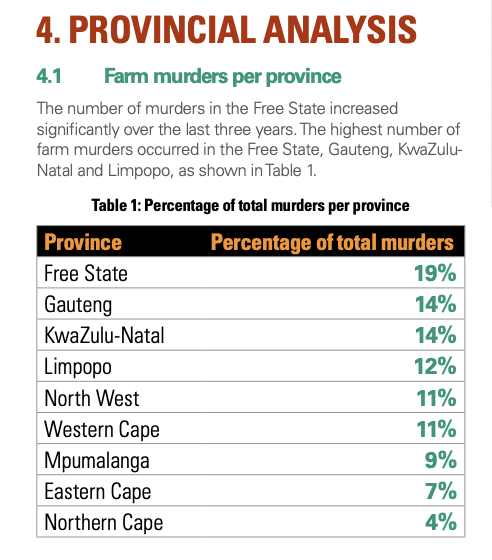 4. PROVINCIAL ANALYSIS
4.1 Farm murders per province
The number of murders in the Free State increased
significantly over the last three years. The highest number of
farm murders occurred in the Free State, Gauteng, KwaZulu-
Natal and Limpopo, as shown in Table 1.
Table 1: Percentage of total murders per province
Province Percentage of total murders
Free State 19%
Gauteng 14%
KwaZulu-Natal 14%
Limpopo 12%
North West 11%
Western Cape 11%
Mpumalanga 9%
Eastern Cape 7%
Northern Cape 4%